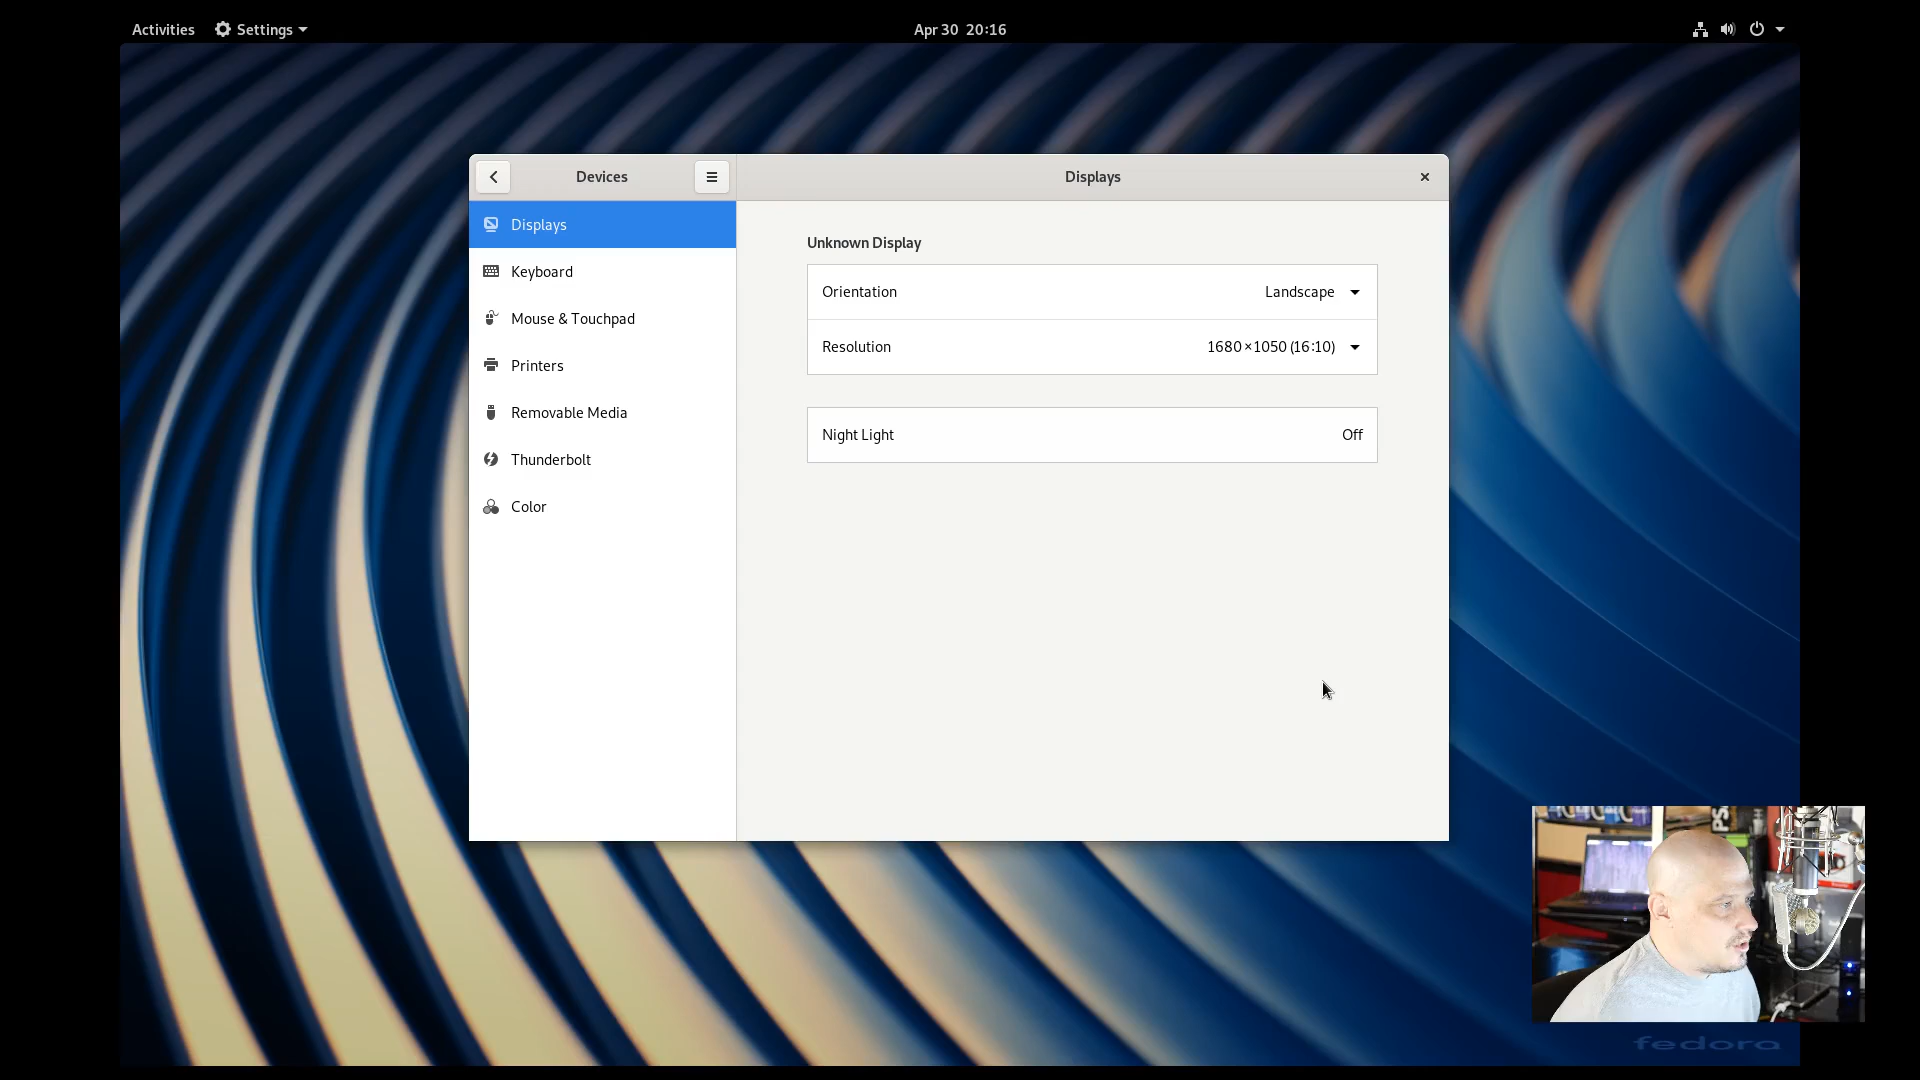 Activities
Settings
Apr 30 20:16
Devices
Displays
Displays
Keyboard
Mouse & Touchpad
Printers
Removable Media
Thunderbolt
Color
Unknown Display
Orientation
Landscape
Resolution
1680×1050 (16:10)
Night Light
Off
fedora